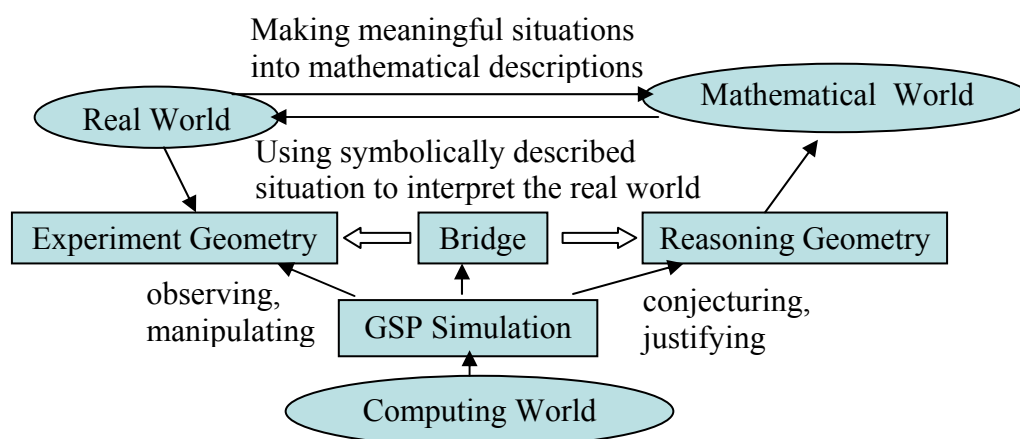 Making meaningful situations
into mathematical descriptions
Real World
Mathematical World
Using symbolically described
situation to interpret the real world
Experiment Geometry
Bridge
Reasoning Geometry
observing,
manipulating
GSP Simulation
conjecturing,
justifying
Computing World